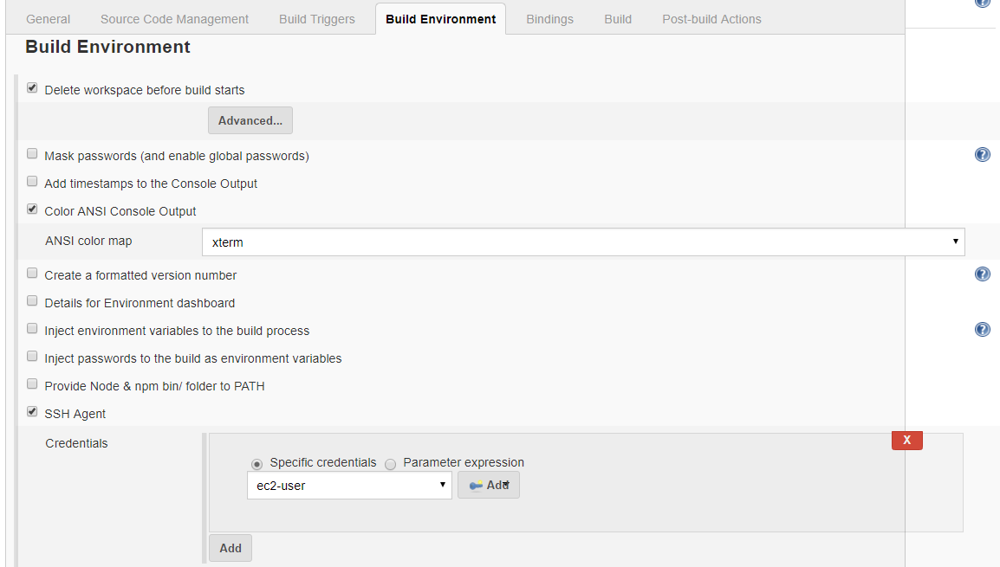 General Source Code Management Build Triggers Build Environment Bindings Build Post-build Actions
Build Environment
Delete workspace before build starts
Advanced...
Mask passwords (and enable global passwords)
Add timestamps to the Console Output
Color ANSI Console Output
ANSI color map xterm
Create a formatted version number
Details for Environment dashboard
Inject environment variables to the build process
Inject passwords to the build as environment variables
Provide Node & npm bin/ folder to PATH
SSH Agent
Credentials
X
Specific credentials Parameter expression
ec2-user Add
Add